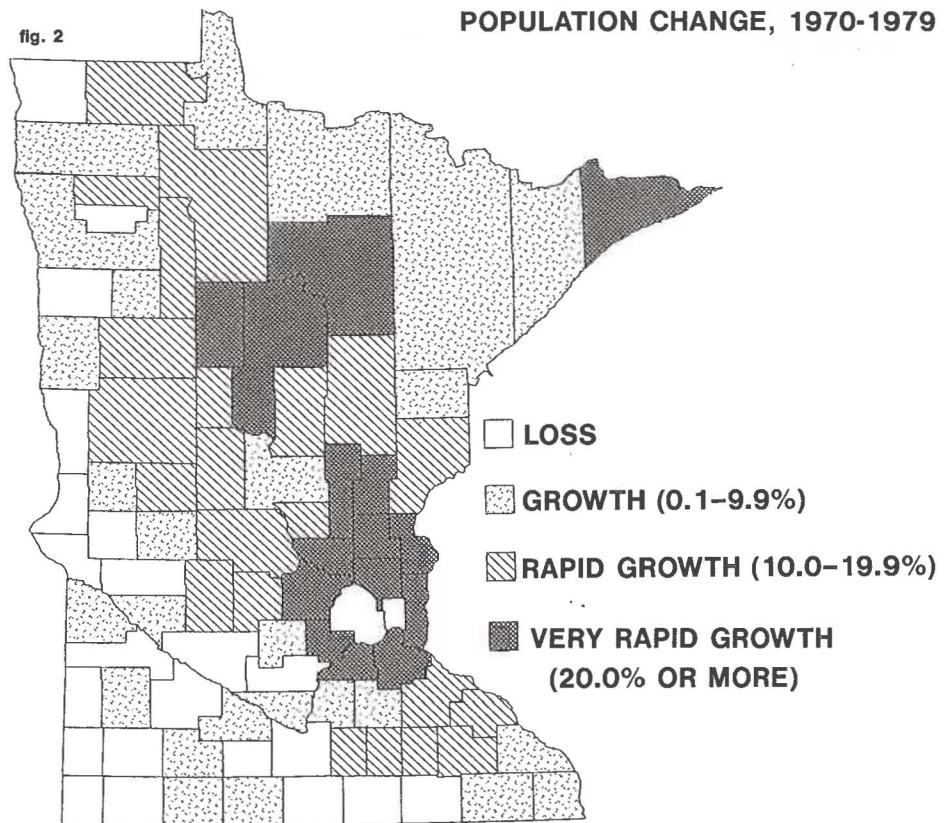 POPULATION CHANGE, 1970-1979
fig. 2
LOSS
GROWTH (0.1–9.9%)
RAPID GROWTH (10.0–19.9%)
VERY RAPID GROWTH
(20.0% OR MORE)